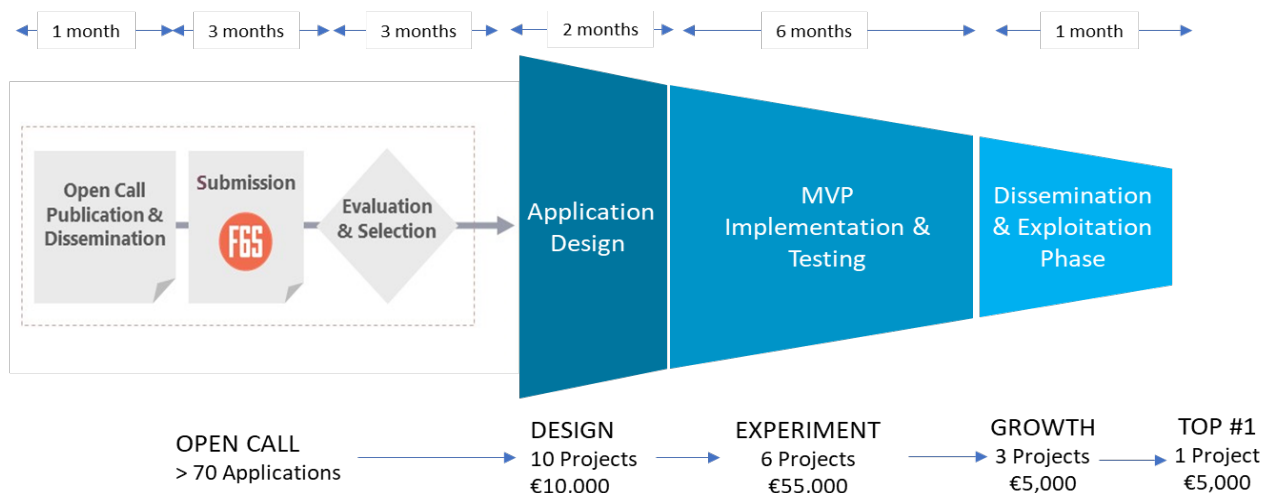 1 month
3 months
3 months
2 months
6 months
1 month
Open Call
Publication &
Dissemination
Submission
F6S
Evaluation
& Selection
Application
Design
MVP
Implementation &
Testing
Dissemination
& Exploitation
Phase
OPEN CALL
> 70 Applications
DESIGN
10 Projects
€10,000
EXPERIMENT
6 Projects
€55,000
GROWTH
3 Projects
€5,000
TOP #1
1 Project
€5,000